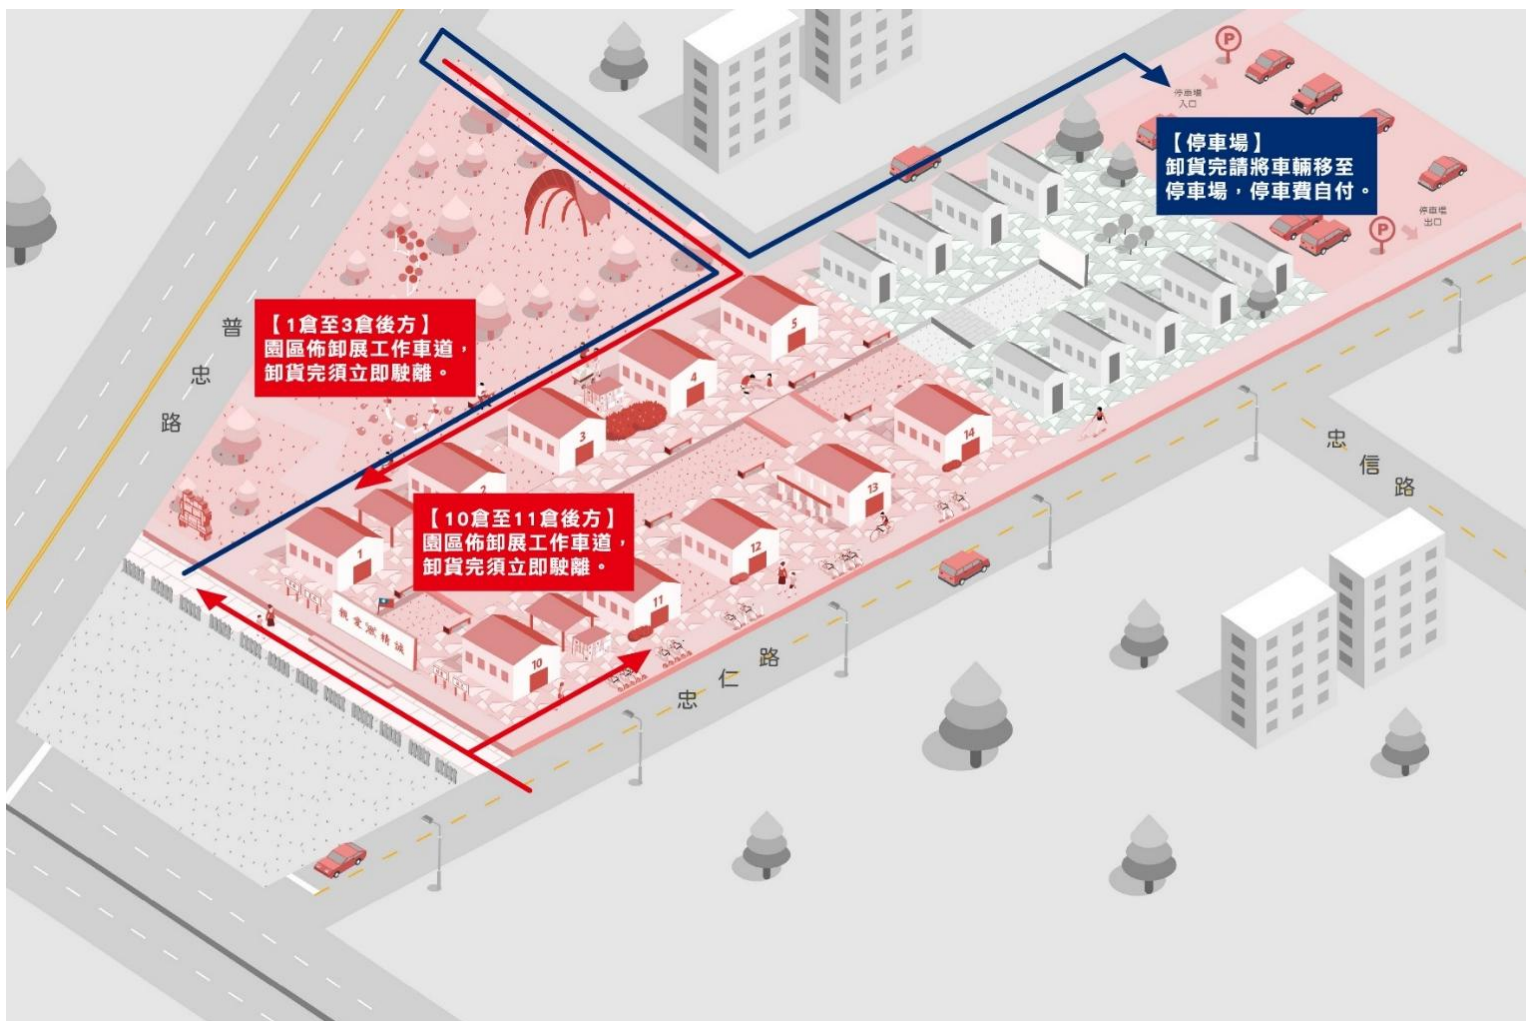 P
停車場
入口
【停車場】
卸貨完請將車輛移至
停車場，停車費自付。
停車場
出口
P
普忠路
【1倉至3倉後方】
園區佈卸展工作車道，
卸貨完須立即駛離。
5
4
3
2
1
【10倉至11倉後方】
園區佈卸展工作車道，
卸貨完須立即駛離。
14
13
12
11
10
親愛精誠
忠仁路
忠信路